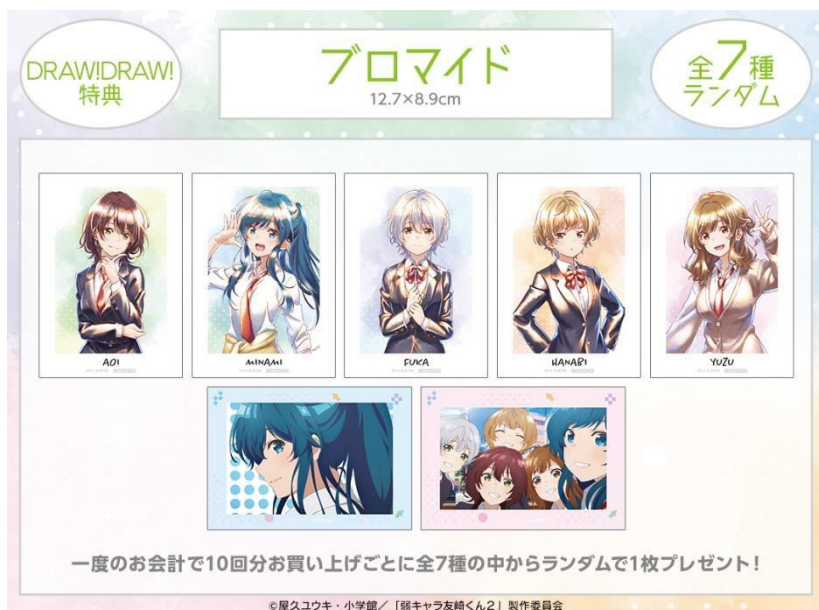 DRAW!DRAW!
特典
ブロマイド
12.7×8.9cm
全7種
ランダム
AOI
MINAMI
FUKA
HANABI
YUZU
一度のお会計で10回分お買い上げごとに全7種の中からランダムで1枚プレゼント!
©屋久ユウキ・小学館/「弱キャラ友崎くん2」製作委員会